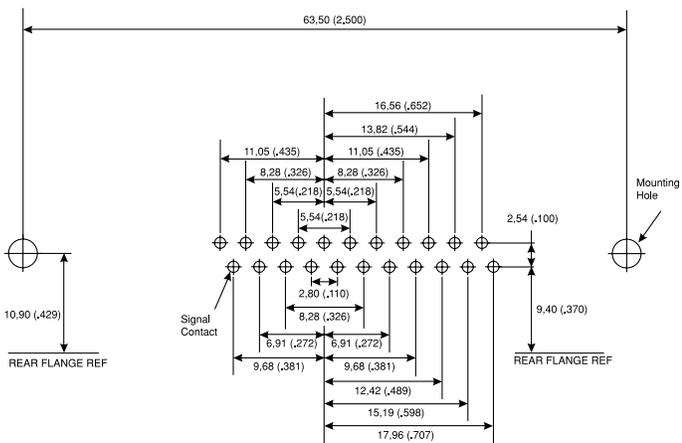 63,50 (2,500)
16,56 (.652)
13,82 (.544)
11,05 (.435) 11,05 (.435)
8,28 (.326) 8,28 (.326)
5,54(.218) 5,54(.218)
5,54(.218)
Mounting
Hole
2,54 (.100)
2,80 (.110)
10,90 (.429)
Signal
Contact
8,28 (.326)
9,40 (.370)
6,91 (.272) 6,91 (.272)
REAR FLANGE REF
REAR FLANGE REF
9,68 (.381) 9,68 (.381)
12,42 (.489)
15,19 (.598)
17,96 (.707)